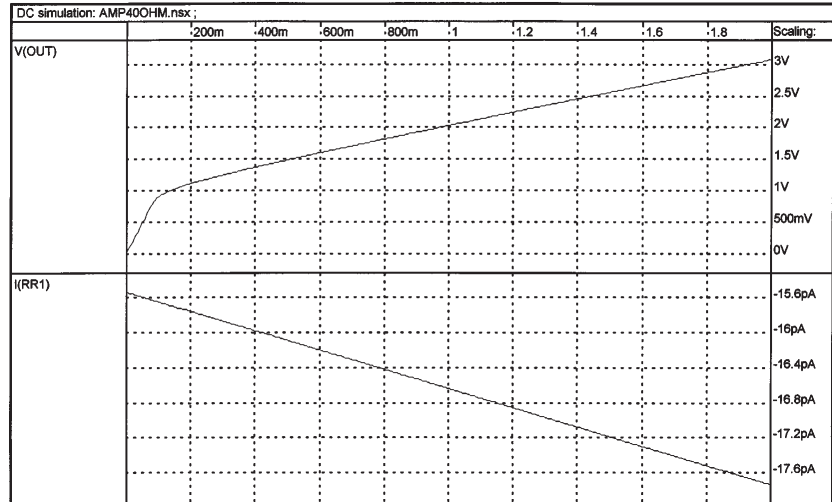 DC simulation: AMP40OHM.nsx ;
200m 400m 600m 800m 1 1.2 1.4 1.6 1.8 Scaling:
V(OUT)
3V
2.5V
2V
1.5V
1V
500mV
0V
I(RR1)
-15.6pA
-16pA
-16.4pA
-16.8pA
-17.2pA
-17.6pA